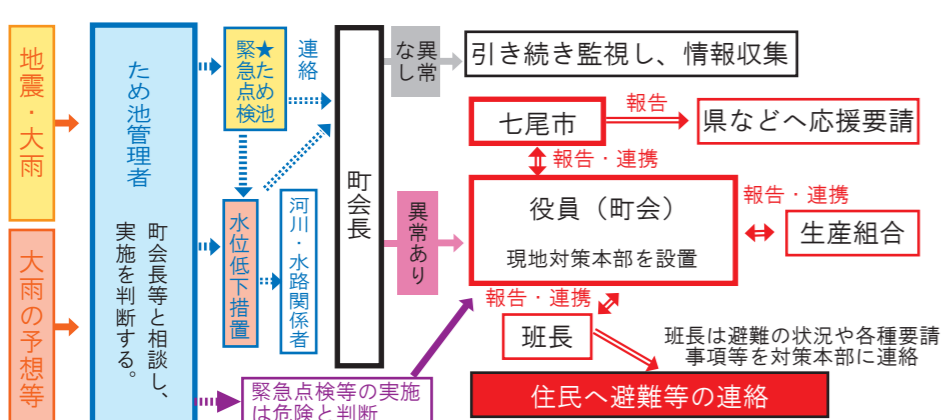 地震・大雨
大雨の予想等
ため池管理者
町会長等と相談し、
実施を判断する。
★ため池
緊急点検
連絡
水位低下措置
河川・水路関係者
緊急点検等の実施
は危険と判断
町会長
異常
なし
引き続き監視し、情報収集
異常あり
七尾市
報告
県などへ応援要請
報告・連携
役員（町会）
現地対策本部を設置
報告・連携
生産組合
報告・連携
班長
班長は避難の状況や各種要請
事項等を対策本部に連絡
住民へ避難等の連絡